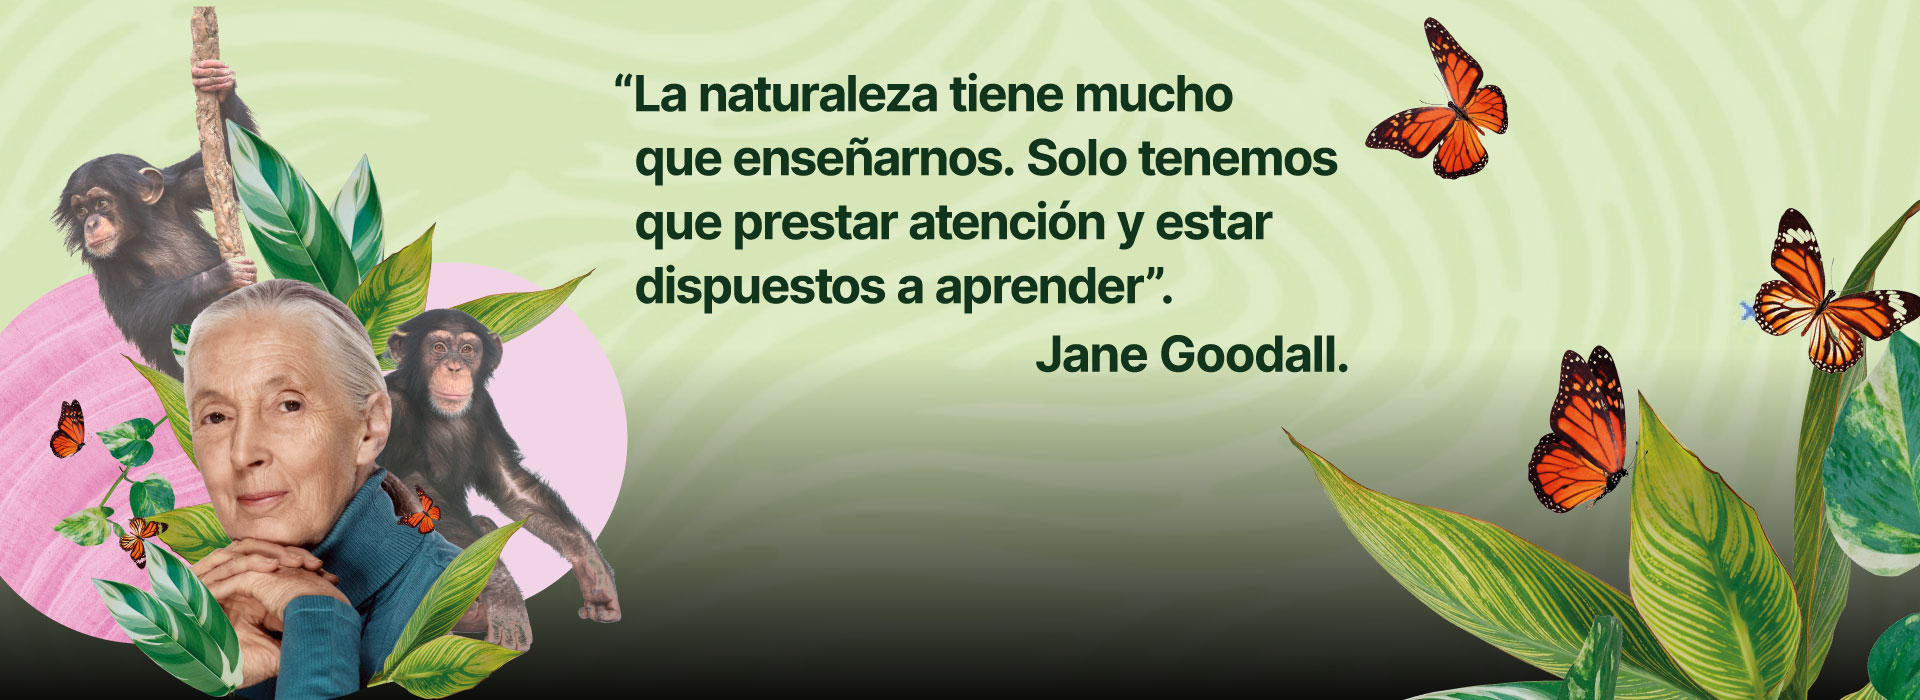 “La naturaleza tiene mucho
que enseñarnos. Solo tenemos
que prestar atención y estar
dispuestos a aprender”.
Jane Goodall.